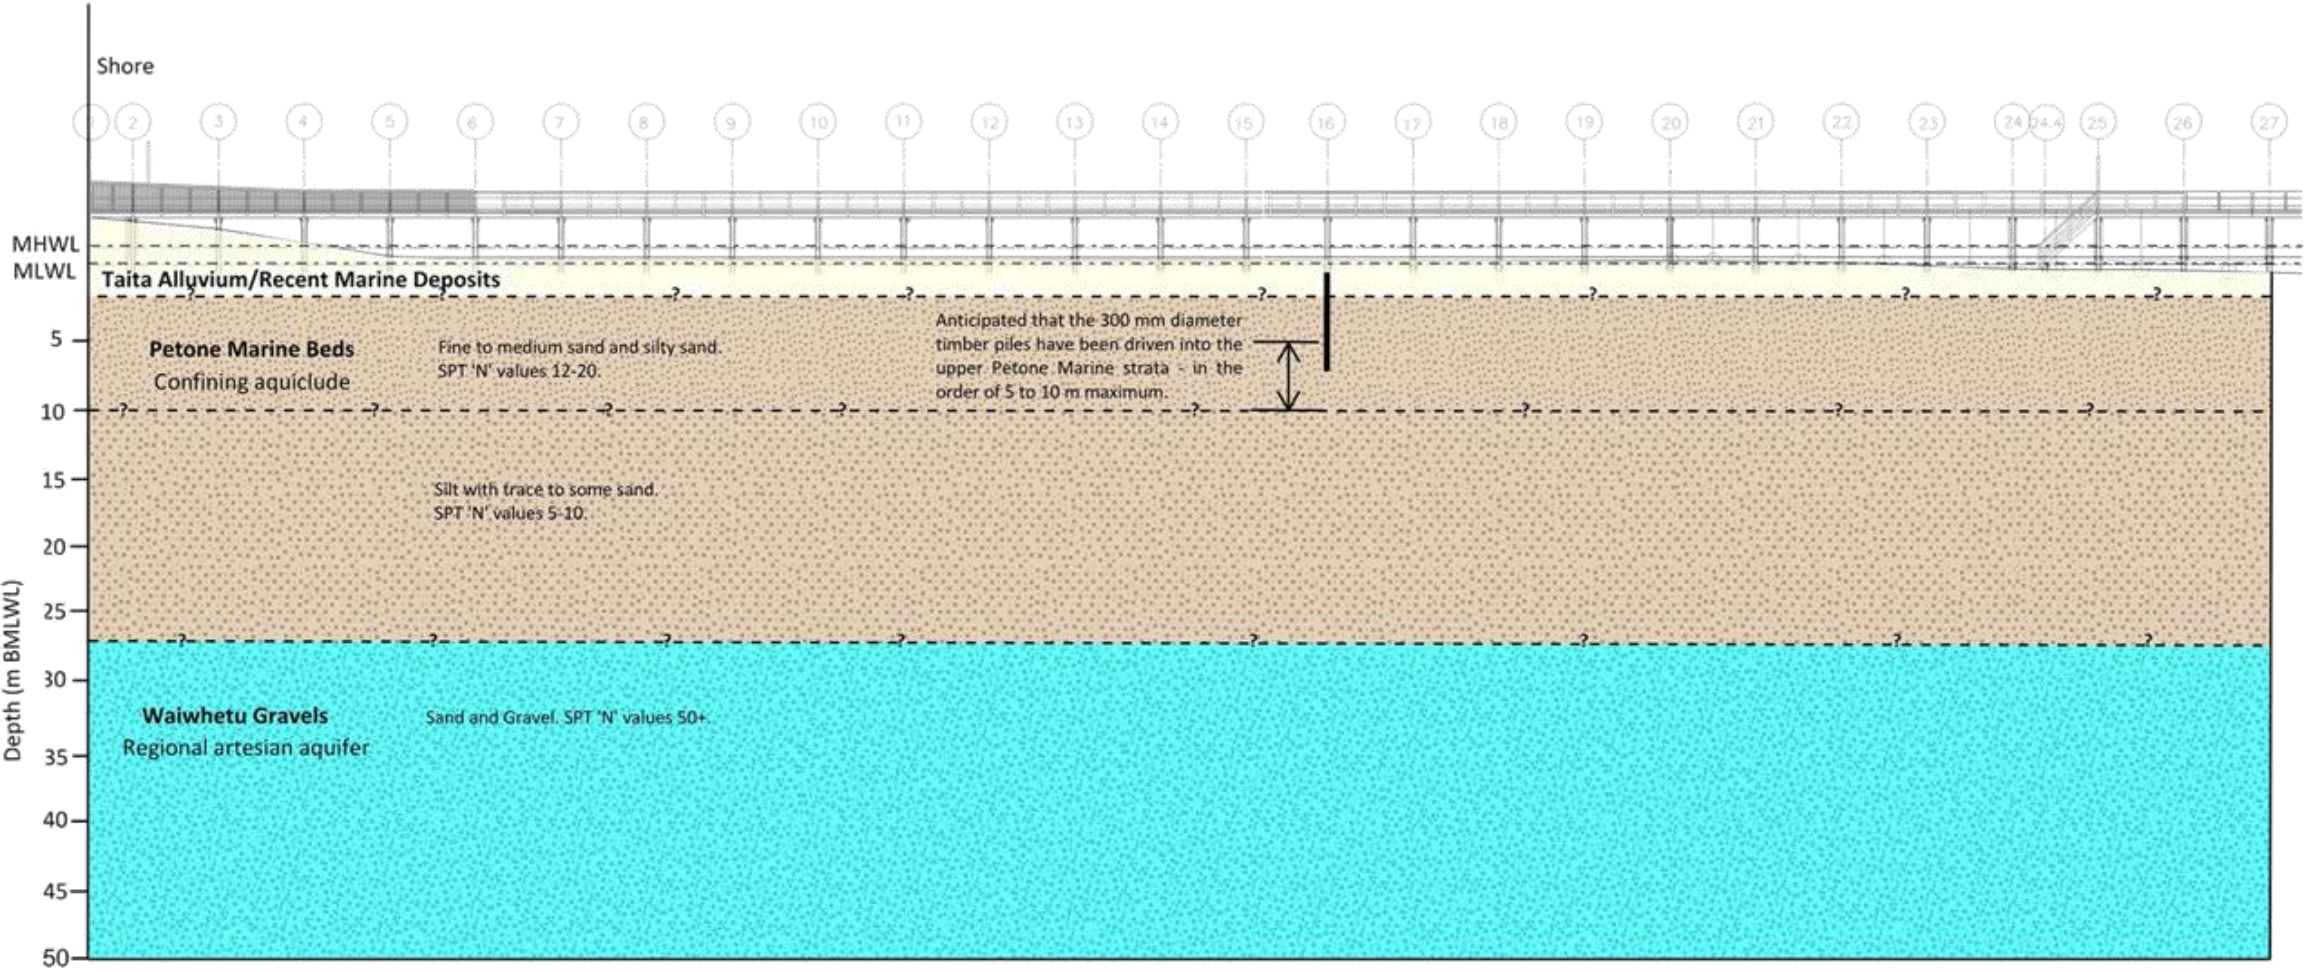 Shore
1 2 3 4 5 6 7 8 9 10 11 12 13 14 15 16 17 18 19 20 21 22 23 24 24.4 25 26 27
MHWL
MLWL
Taita Alluvium/Recent Marine Deposits
? ? ? ? ? ? ? ?
5
Petone Marine Beds
Confining aquiclude
Fine to medium sand and silty sand.
SPT 'N' values 12-20.
Anticipated that the 300 mm diameter
timber piles have been driven into the
upper Petone Marine strata - in the
order of 5 to 10 m maximum.
10
? ? ? ? ? ? ? ?
15
Silt with trace to some sand.
SPT 'N' values 5-10.
20
25
? ? ? ? ? ? ? ?
30
Waiwhetu Gravels
Regional artesian aquifer
Sand and Gravel. SPT 'N' values 50+.
35
40
45
50
Depth (m BMLWL)